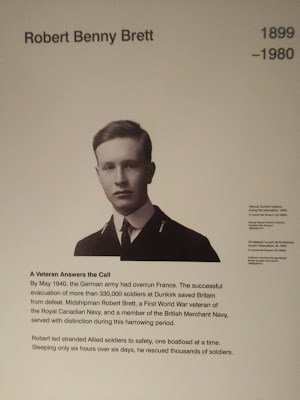 Robert Benny Brett
1899
–1980
A Veteran Answers the Call
By May 1940, the German army had overrun France. The successful
evacuation of more than 330,000 soldiers at Dunkirk saved Britain
from defeat. Midshipman Robert Brett, a First World War veteran of
the Royal Canadian Navy, and a member of the British Merchant Navy,
served with distinction during this harrowing period.
Robert led stranded Allied soldiers to safety, one boatload at a time.
Sleeping only six hours over six days, he rescued thousands of soldiers.